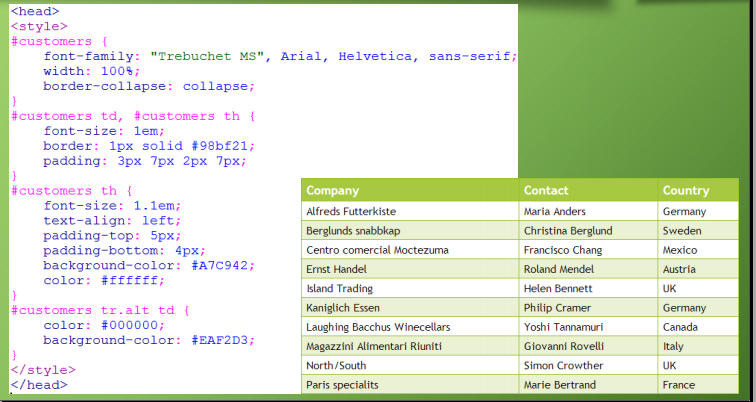 <head>
<style>
#customers {
    font-family: "Trebuchet MS", Arial, Helvetica, sans-serif;
    width: 100%;
    border-collapse: collapse;
}
#customers td, #customers th {
    font-size: 1em;
    border: 1px solid #98bf21;
    padding: 3px 7px 2px 7px;
}
#customers th {
    font-size: 1.1em;
    text-align: left;
    padding-top: 5px;
    padding-bottom: 4px;
    background-color: #A7C942;
    color: #ffffff;
}
#customers tr.alt td {
    color: #000000;
    background-color: #EAF2D3;
}
</style>
</head>
Company Contact Country
Alfreds Futterkiste Maria Anders Germany
Berglunds snabbkap Christina Berglund Sweden
Centro comercial Moctezuma Francisco Chang Mexico
Ernst Handel Roland Mendel Austria
Island Trading Helen Bennett UK
Kaniglich Essen Philip Cramer Germany
Laughing Bacchus Winecellars Yoshi Tannamuri Canada
Magazzini Alimentari Riuniti Giovanni Rovelli Italy
North/South Simon Crowther UK
Paris specialits Marie Bertrand France